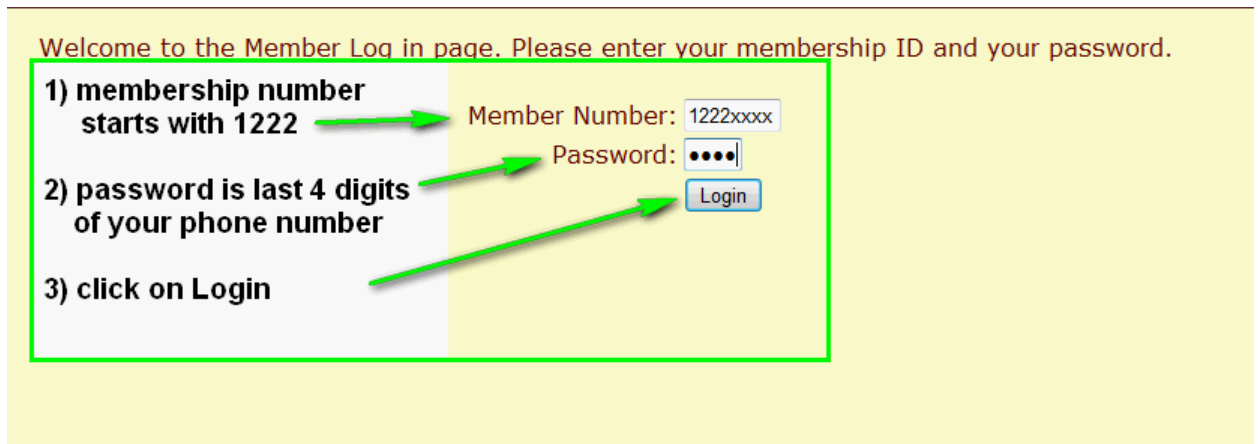 Welcome to the Member Log in page. Please enter your membership ID and your password.
1) membership number
starts with 1222
Member Number: 1222xxxx
Password: ••••
2) password is last 4 digits
of your phone number
Login
3) click on Login